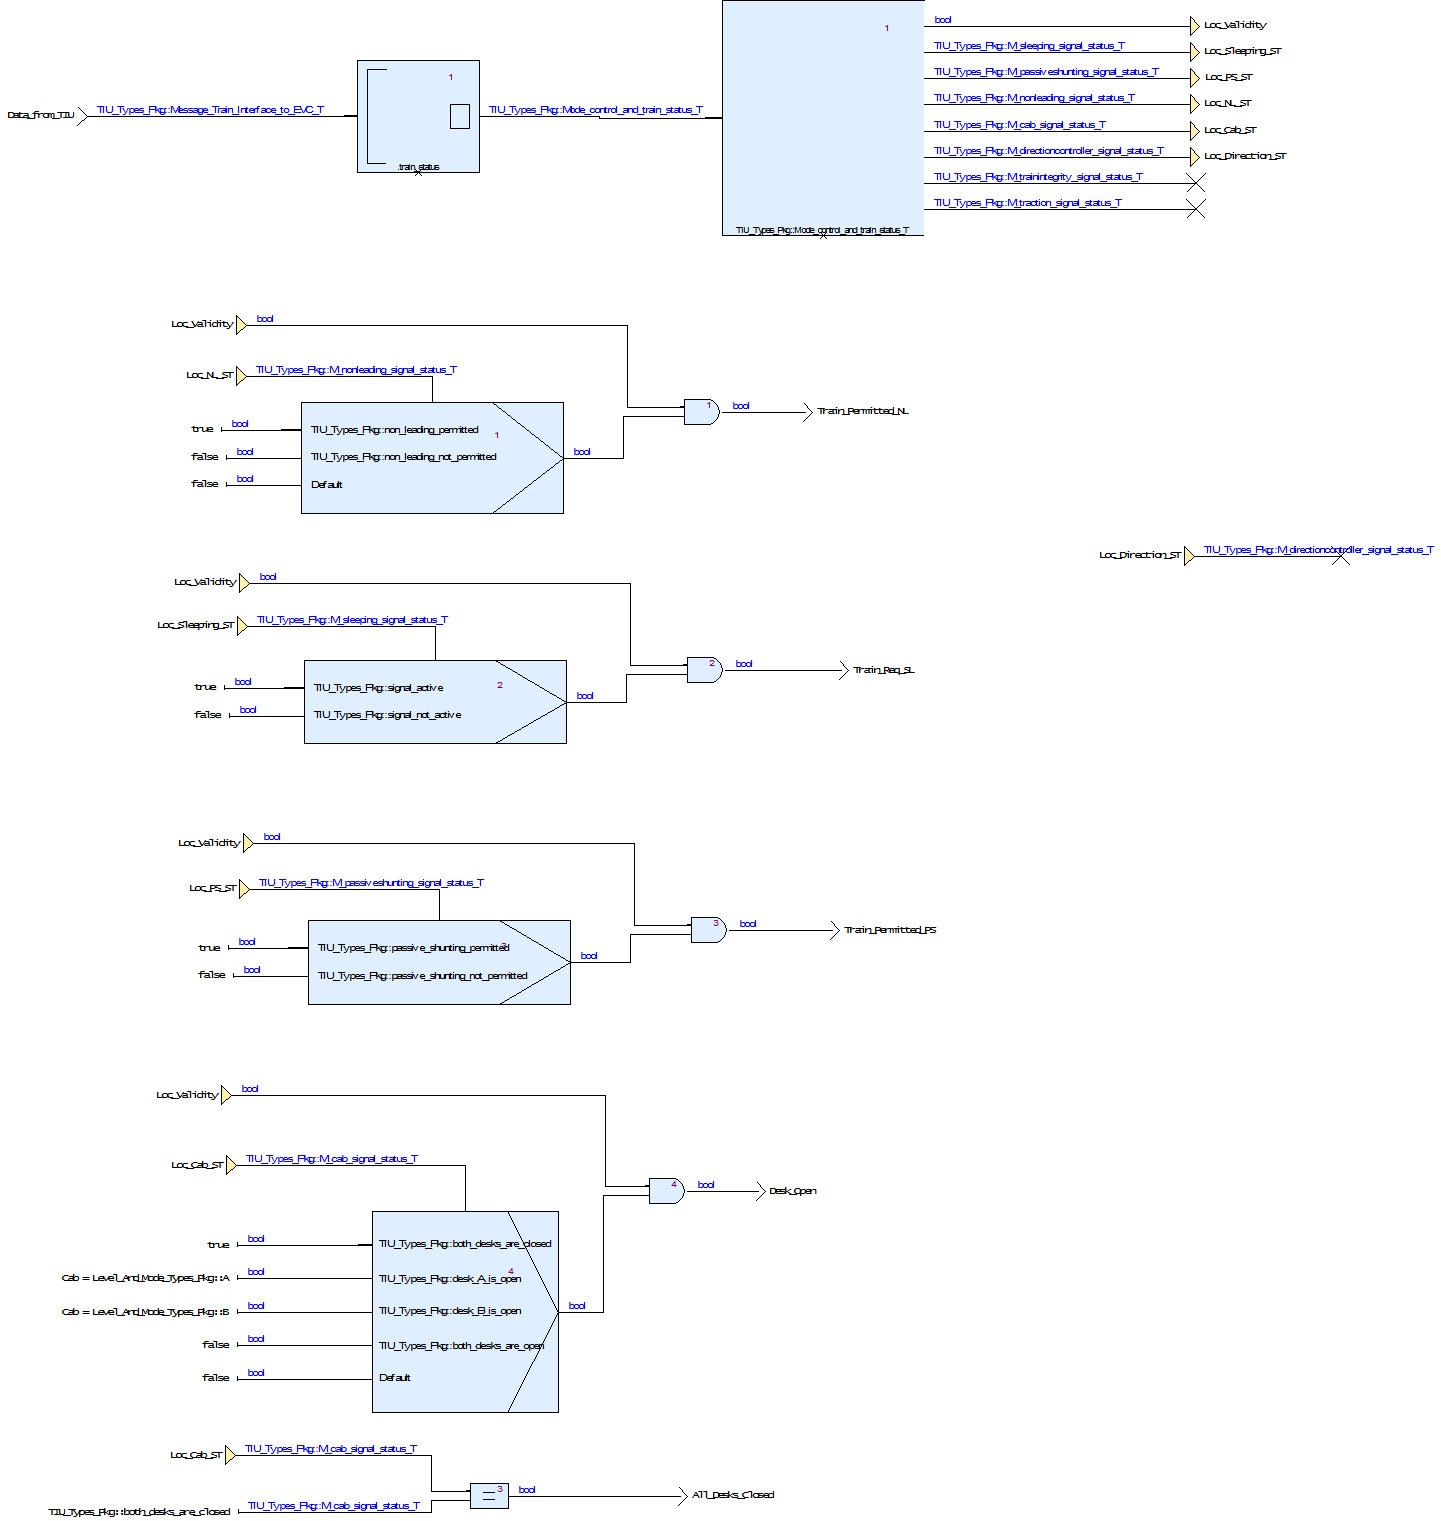 1
bool
Loc_Validity
TIU_Types_Pkg::M_sleeping_signal_status_T
Loc_Sleeping_ST
1
TIU_Types_Pkg::M_passiveshunting_signal_status_T
Loc_PS_ST
Data_from_TIU
TIU_Types_Pkg::Message_Train_Interface_to_EVC_T
TIU_Types_Pkg::Mode_control_and_train_status_T
TIU_Types_Pkg::M_nonleading_signal_status_T
Loc_NL_ST
TIU_Types_Pkg::M_cab_signal_status_T
Loc_Cab_ST
TIU_Types_Pkg::M_directioncontroller_signal_status_T
Loc_Direction_ST
.train_status
TIU_Types_Pkg::M_trainintegrity_signal_status_T
TIU_Types_Pkg::M_traction_signal_status_T
TIU_Types_Pkg::Mode_control_and_train_status_T
Loc_Validity
bool
Loc_NL_ST
TIU_Types_Pkg::M_nonleading_signal_status_T
1
bool
Train_Permitted_NL
true
bool
TIU_Types_Pkg::non_leading_permitted
1
false
bool
TIU_Types_Pkg::non_leading_not_permitted
bool
false
bool
Default
Loc_Direction_ST
TIU_Types_Pkg::M_directioncontroller_signal_status_T
Loc_Validity
bool
Loc_Sleeping_ST
TIU_Types_Pkg::M_sleeping_signal_status_T
2
bool
Train_Req_SL
true
bool
TIU_Types_Pkg::signal_active
2
bool
false
bool
TIU_Types_Pkg::signal_not_active
Loc_Validity
bool
Loc_PS_ST
TIU_Types_Pkg::M_passiveshunting_signal_status_T
3
bool
Train_Permitted_PS
true
bool
TIU_Types_Pkg::passive_shunting_permitted
3
bool
false
bool
TIU_Types_Pkg::passive_shunting_not_permitted
Loc_Validity
bool
Loc_Cab_ST
TIU_Types_Pkg::M_cab_signal_status_T
4
bool
Desk_Open
true
bool
TIU_Types_Pkg::both_desks_are_closed
4
Cab = Level_And_Mode_Types_Pkg::A
bool
TIU_Types_Pkg::desk_A_is_open
Cab = Level_And_Mode_Types_Pkg::B
bool
TIU_Types_Pkg::desk_B_is_open
bool
false
bool
TIU_Types_Pkg::both_desks_are_open
false
bool
Default
Loc_Cab_ST
TIU_Types_Pkg::M_cab_signal_status_T
3
bool
All_Desks_Closed
TIU_Types_Pkg::both_desks_are_closed
TIU_Types_Pkg::M_cab_signal_status_T